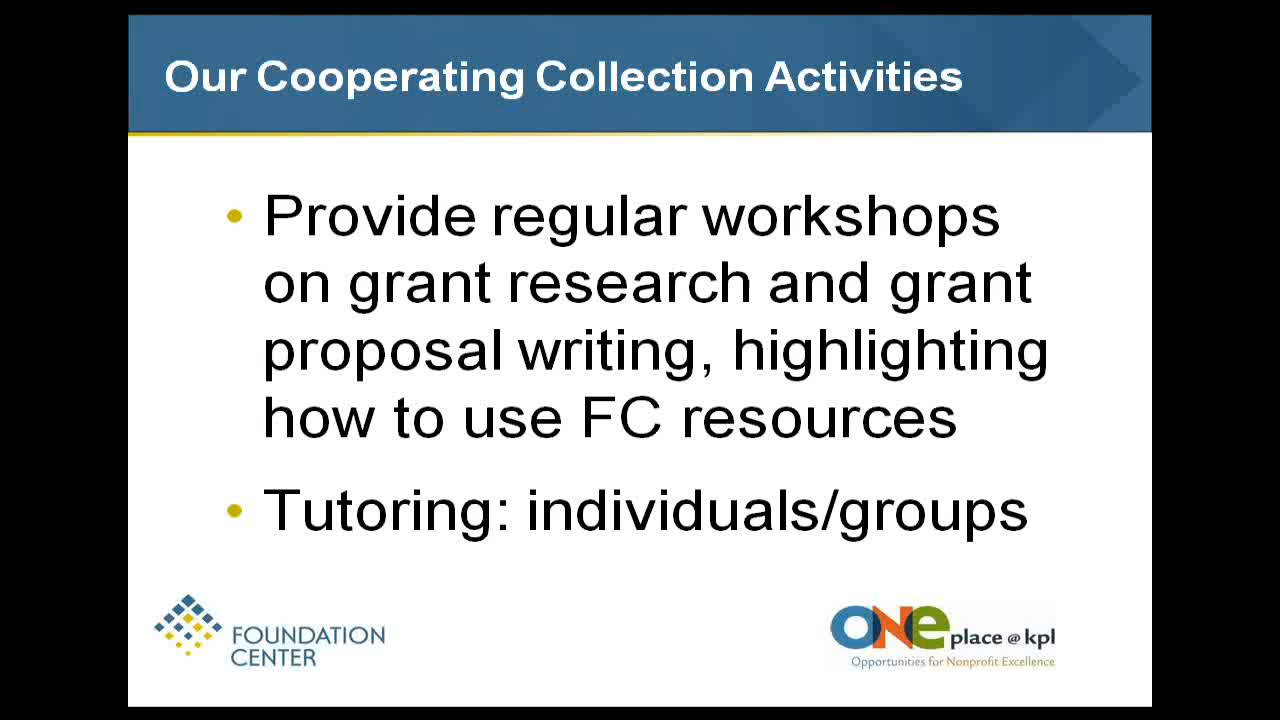 Our Cooperating Collection Activities
• Provide regular workshops
on grant research and grant
proposal writing, highlighting
how to use FC resources
• Tutoring: individuals/groups
FOUNDATION
CENTER
ONE place @ kpl
Opportunities for Nonprofit Excellence